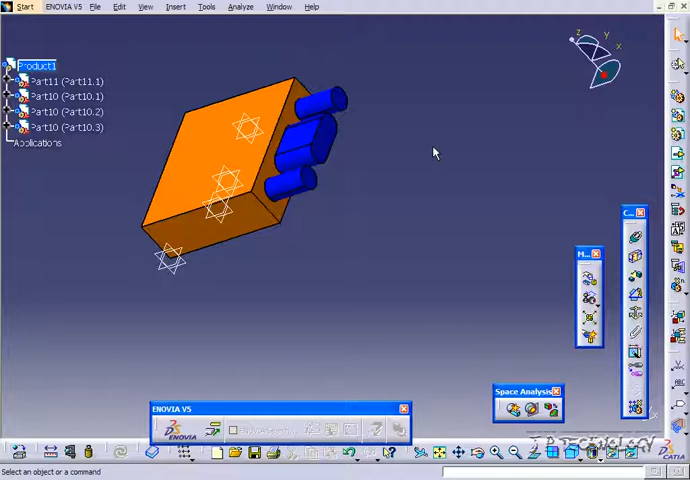 Start ENOVIA V5 File Edit View Insert Tools Analyze Window Help
z
y
x
Product1
Part11 (Part11.1)
Part10 (Part10.1)
Part10 (Part10.2)
Part10 (Part10.3)
Applications
C...
M...
Space Analysis
ENOVIA V5
ENOVIA
TECHNOLOGY
CATIA
Select an object or a command